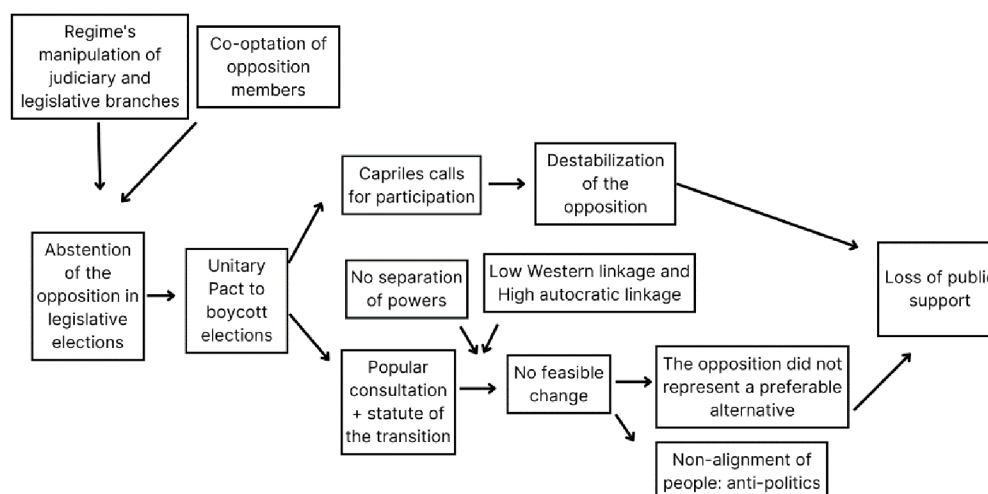 Regime's
manipulation of
judiciary and
legislative branches
Co-optation of
opposition
members
Capriles calls
for participation
Destabilization
of the
opposition
Abstention
of the
opposition in
legislative
elections
Unitary
Pact to
boycott
elections
No separation
of powers
Low Western linkage and
High autocratic linkage
Loss of public
support
Popular
consultation
+ statute of
the transition
No feasible
change
The opposition did not
represent a preferable
alternative
Non-alignment of
people: anti-politics